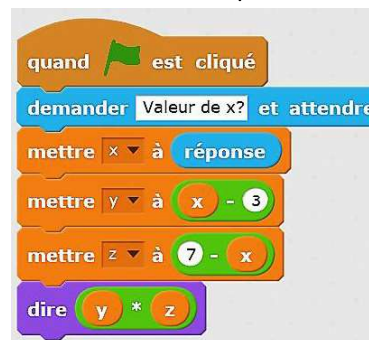 quand est cliqué
demander Valeur de x? et attendre
mettre x à réponse
mettre y à x - 3
mettre z à 7 - x
dire y * z